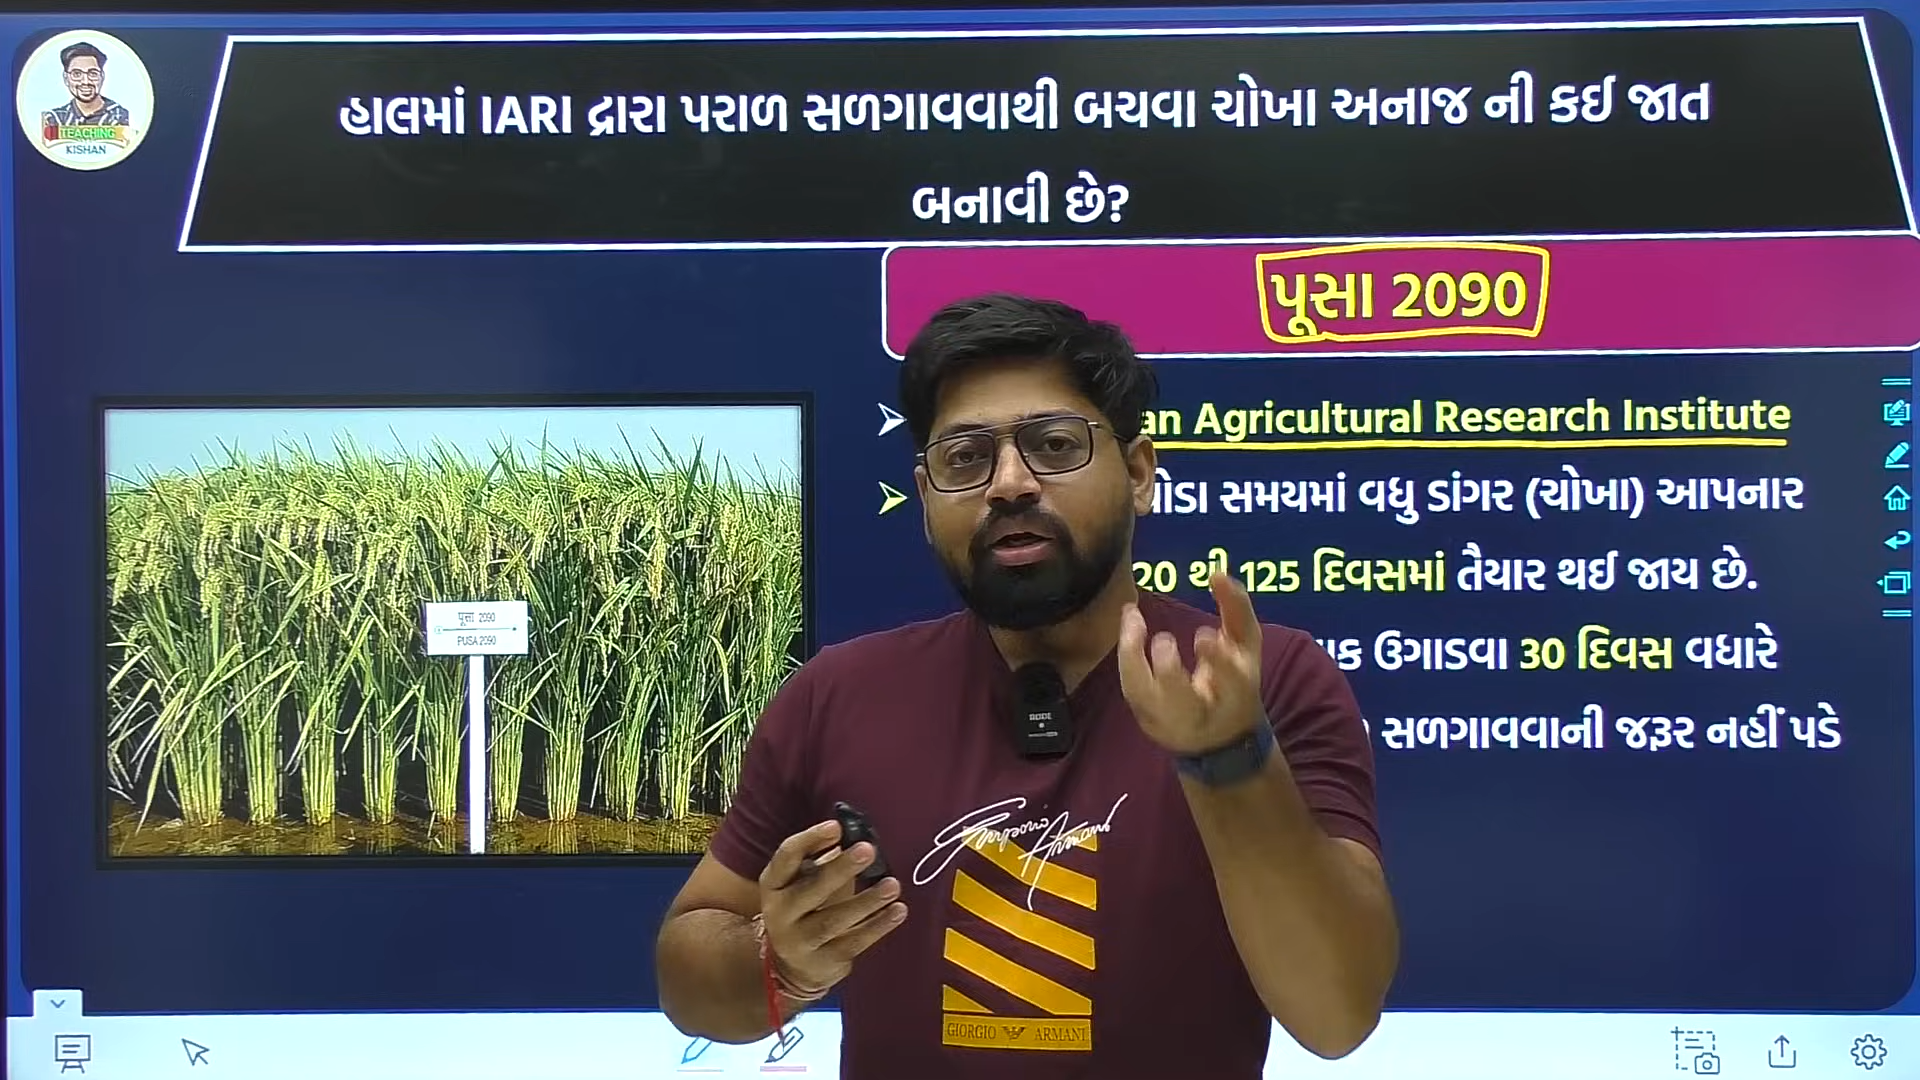 TEACHING
KISHAN
હાલમાં IARI દ્રારા પરાળ સળગાવવાથી બચવા ચોખા અનાજ ની કઈ જાત
બનાવી છે?
પૂસા 2090
Agricultural Research Institute
સમયમાં વધુ ડાંગર (ચોખા) આપનાર
125 દિવસમાં તૈયાર થઈ જાય છે.
ઉગાડવા 30 દિવસ વધારે
સળગાવવાની જરૂર નહીં પડે
पूसा 2090
PUSA 2090
RODE
Emporio
Armani
GIORGIO ARMANI